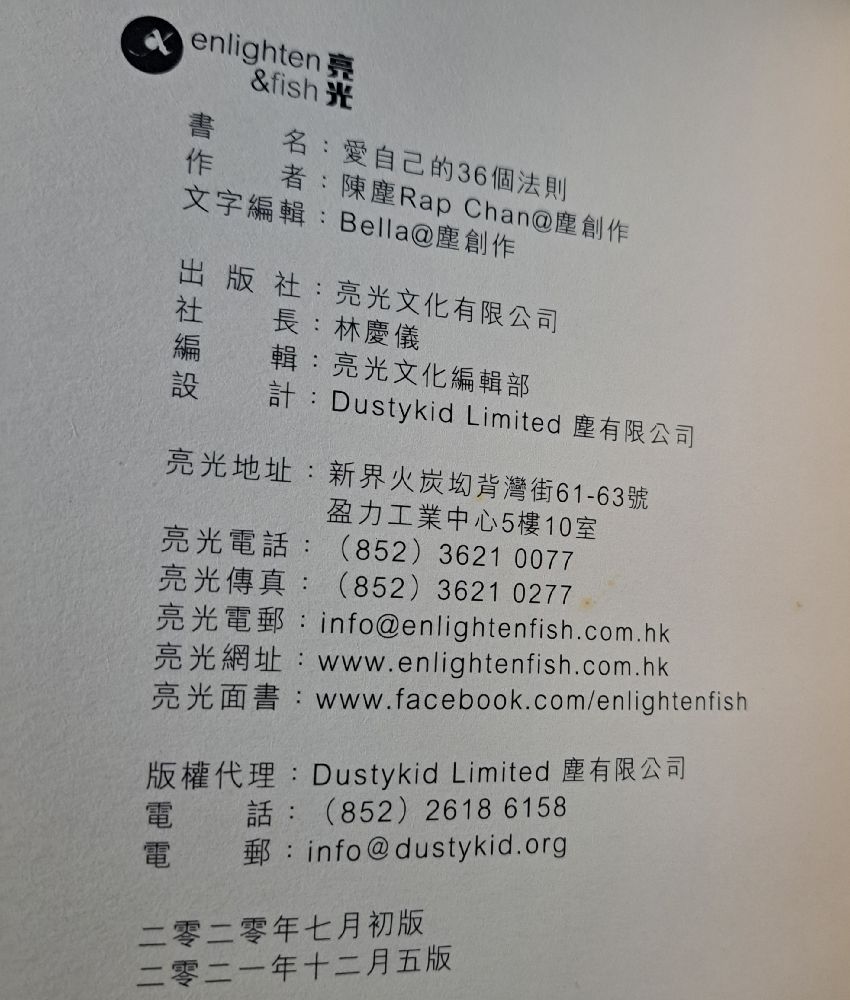 enlighten 亮
&fish 光
書名：愛自己的36個法則
作者：陳塵Rap Chan@塵創作
文字編輯：Bella@塵創作
出版社：亮光文化有限公司
社長：林慶儀
編輯：亮光文化編輯部
設計：Dustykid Limited 塵有限公司
亮光地址：新界火炭坳背灣街61-63號
盈力工業中心5樓10室
亮光電話：（852）3621 0077
亮光傳真：（852）3621 0277
亮光電郵：info@enlightenfish.com.hk
亮光網址：www.enlightenfish.com.hk
亮光面書：www.facebook.com/enlightenfish
版權代理：Dustykid Limited 塵有限公司
電話：（852）2618 6158
電郵：info@dustykid.org
二零二零年七月初版
二零二一年十二月五版